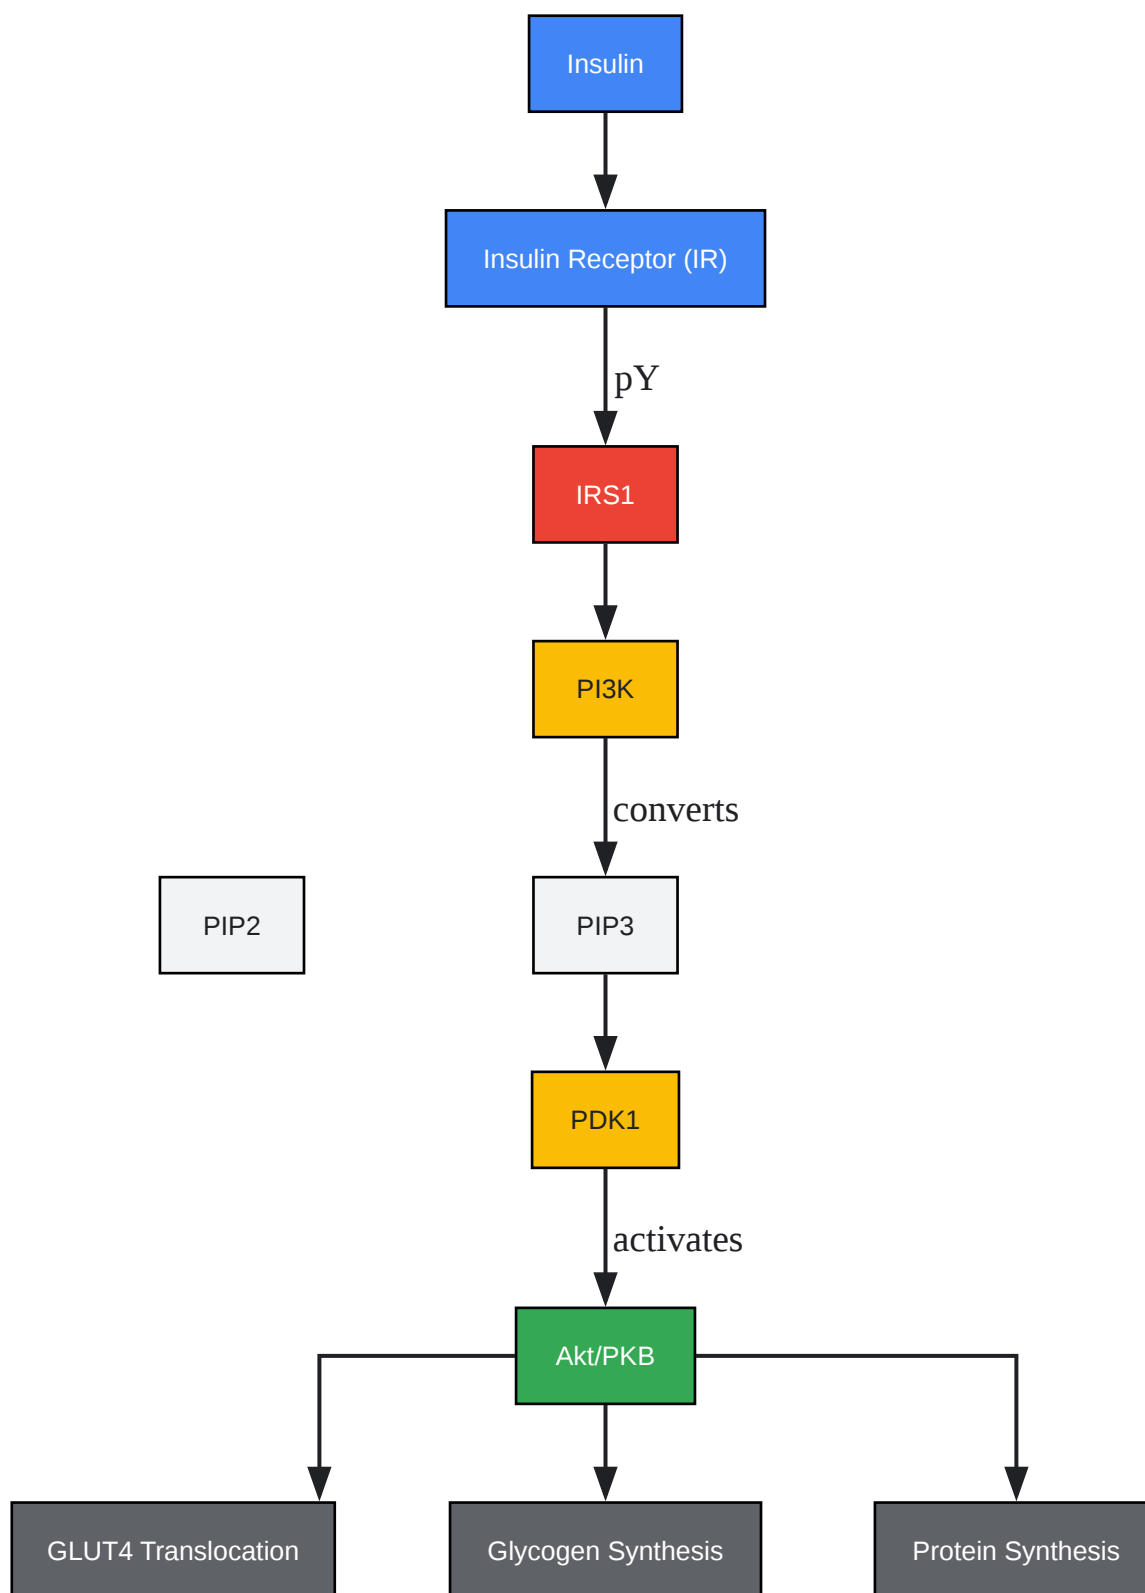 Insulin
Insulin Receptor (IR)
pY
IRS1
PI3K
converts
PIP2
PIP3
PDK1
activates
Akt/PKB
GLUT4 Translocation
Glycogen Synthesis
Protein Synthesis